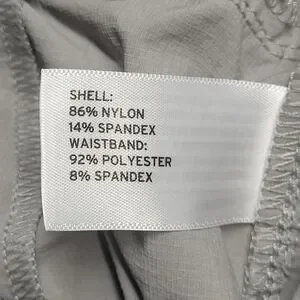 SHELL:
86% NYLON
14% SPANDEX
WAISTBAND:
92% POLYESTER
8% SPANDEX